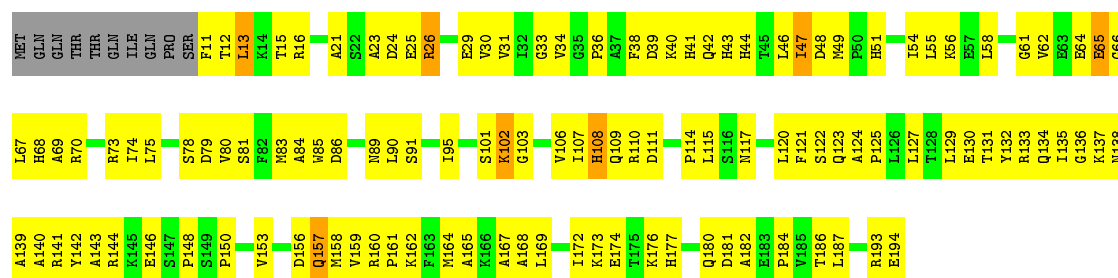 MET GLN GLN THR THR GLN ILE GLN PRO SER F11 T12 L13 K14 T15 R16 A21 S22 A23 D24 E25 R26 E29 V30 V31 I32 G33 V34 G35 P36 A37 F38 D39 K40 H41 Q42 H43 H44 T45 L46 I47 D48 M49 P50 H51 I54 L55 K56 E57 L58 G61 V62 E63 E64 E65 G66
L67 H68 A69 R70 R73 I74 L75 S78 D79 V80 S81 F82 M83 A84 W85 D86 N89 L90 S91 I95 S101 K102 G103 V106 I107 H108 Q109 R110 D111 P114 L115 S116 N117 L120 F121 S122 Q123 A124 P125 L126 L127 T128 L129 E130 T131 Y132 R133 Q134 I135 G136 K137 N138
A139 A140 R141 Y142 A143 R144 K145 E146 S147 P148 S149 P150 V153 D156 Q157 M158 V159 R160 P161 K162 F163 M164 A165 K166 A167 A168 L169 I172 K173 E174 T175 K176 H177 Q180 D181 A182 E183 P184 V185 T186 L187 R193 E194